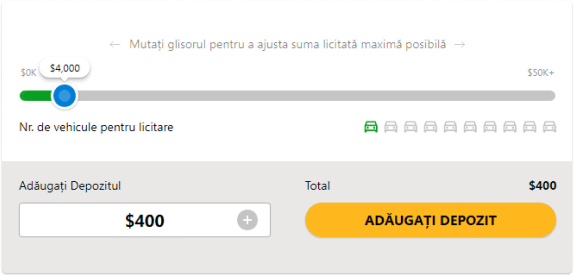 ← Mutați glisorul pentru a ajusta suma licitată maximă posibilă →
$0K $4,000 $50K+
Nr. de vehicule pentru licitare
Adăugați Depozitul
$400
Total $400
ADĂUGAȚI DEPOZIT